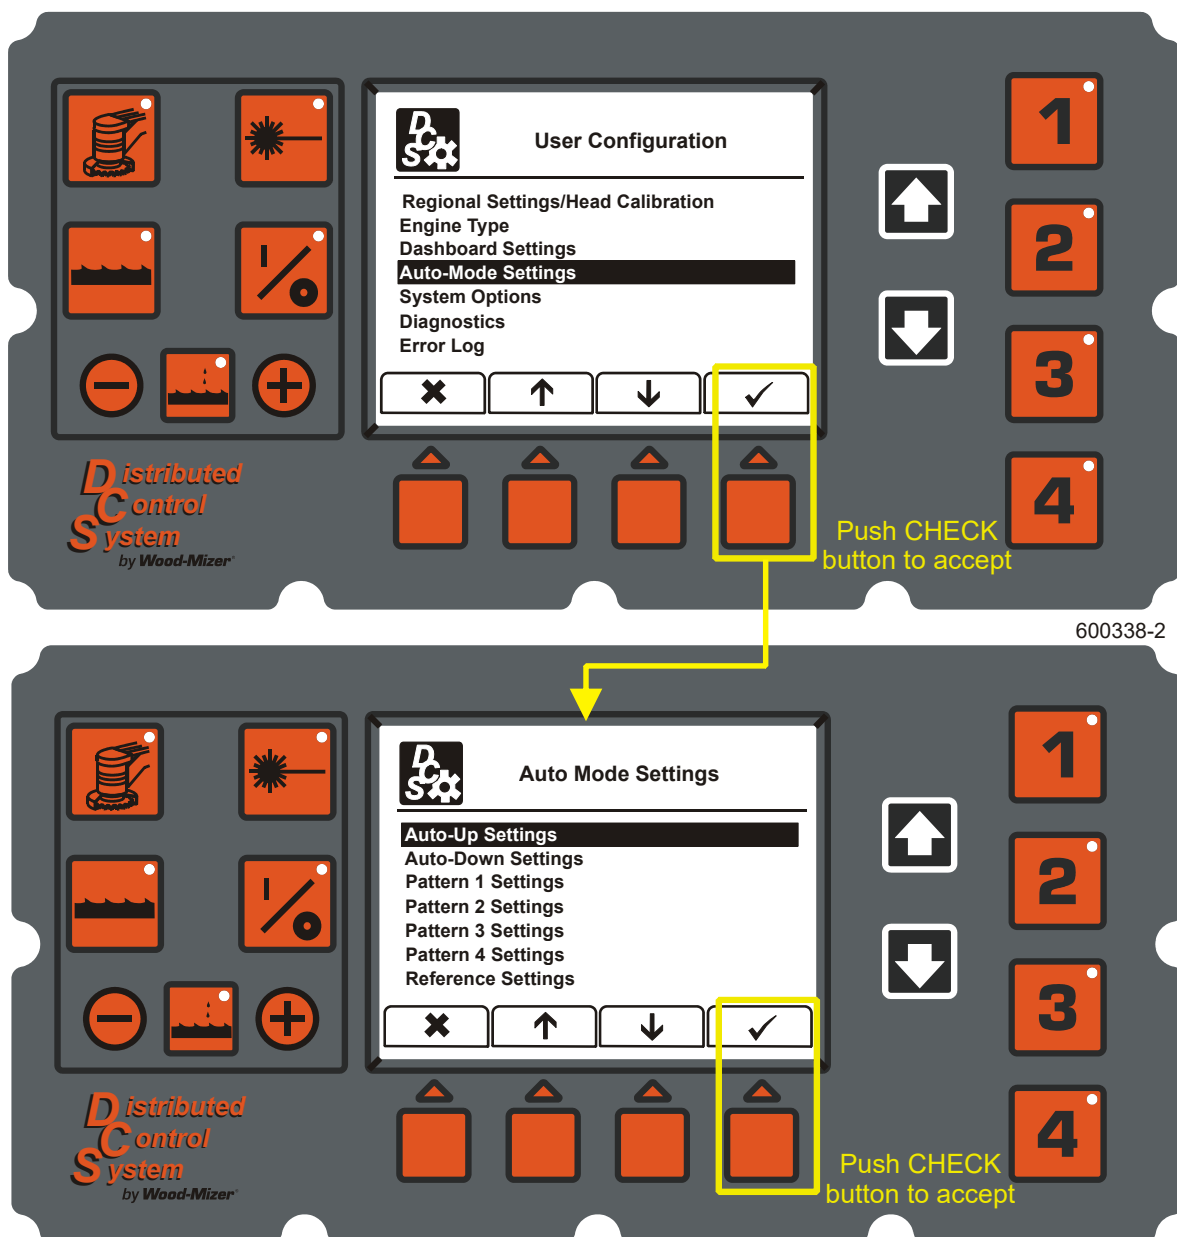 User Configuration
DCS
Regional Settings/Head Calibration
Engine Type
Dashboard Settings
Auto-Mode Settings
System Options
Diagnostics
Error Log
1
2
3
4
Distributed
Control
System
by Wood-Mizer
Push CHECK
button to accept
600338-2
DCS
Auto Mode Settings
Auto-Up Settings
Auto-Down Settings
Pattern 1 Settings
Pattern 2 Settings
Pattern 3 Settings
Pattern 4 Settings
Reference Settings
1
2
3
4
Distributed
Control
System
by Wood-Mizer
Push CHECK
button to accept